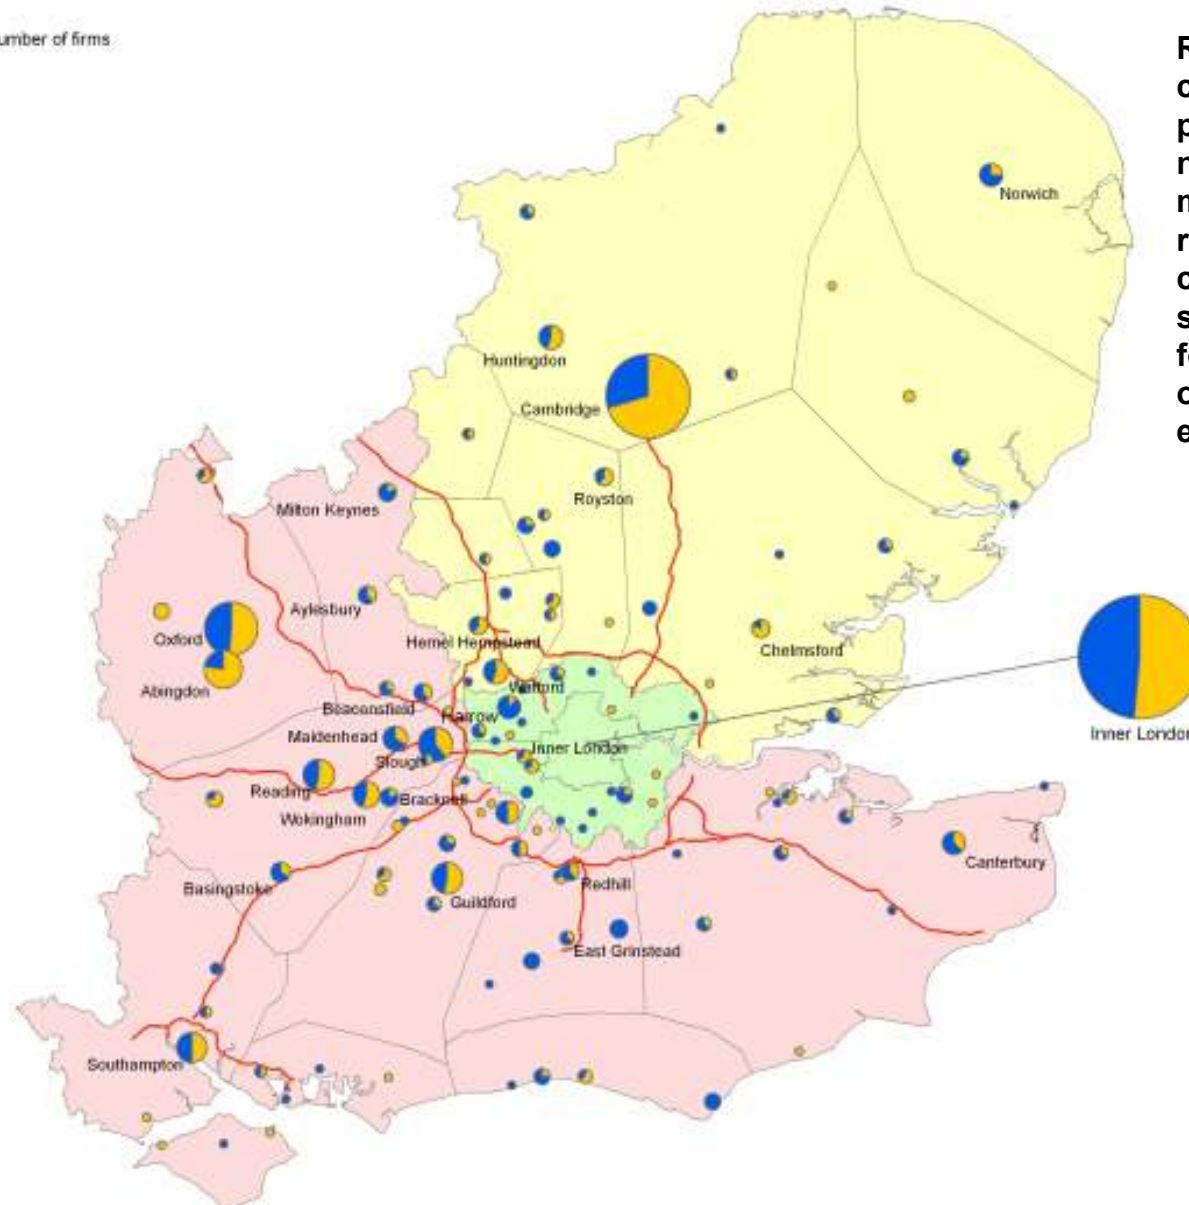 umber of firms
Norwich
Huntingdon
Cambridge
Royston
Milton Keynes
Aylesbury
Oxford
Abingdon
Hemel Hempstead
Watford
Chelmsford
Beaconsfield
Harrow
Maidenhead
Slough
Inner London
Inner London
Reading
Bracknell
Wokingham
Basingstoke
Guildford
Redhill
Canterbury
East Grinstead
Southampton